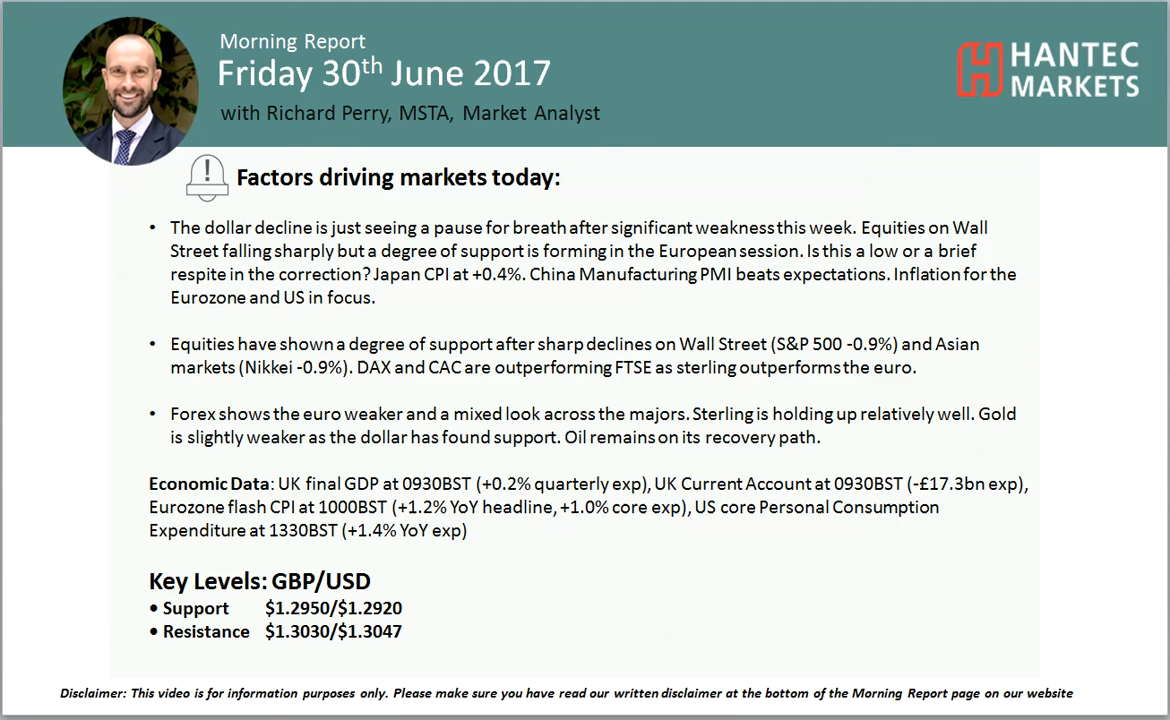 Morning Report
Friday 30th June 2017
with Richard Perry, MSTA, Market Analyst
HANTEC
MARKETS
Factors driving markets today:
• The dollar decline is just seeing a pause for breath after significant weakness this week. Equities on Wall
Street falling sharply but a degree of support is forming in the European session. Is this a low or a brief
respite in the correction? Japan CPI at +0.4%. China Manufacturing PMI beats expectations. Inflation for the
Eurozone and US in focus.
• Equities have shown a degree of support after sharp declines on Wall Street (S&P 500 -0.9%) and Asian
markets (Nikkei -0.9%). DAX and CAC are outperforming FTSE as sterling outperforms the euro.
• Forex shows the euro weaker and a mixed look across the majors. Sterling is holding up relatively well. Gold
is slightly weaker as the dollar has found support. Oil remains on its recovery path.
Economic Data: UK final GDP at 0930BST (+0.2% quarterly exp), UK Current Account at 0930BST (-£17.3bn exp),
Eurozone flash CPI at 1000BST (+1.2% YoY headline, +1.0% core exp), US core Personal Consumption
Expenditure at 1330BST (+1.4% YoY exp)
Key Levels: GBP/USD
• Support $1.2950/$1.2920
• Resistance $1.3030/$1.3047
Disclaimer: This video is for information purposes only. Please make sure you have read our written disclaimer at the bottom of the Morning Report page on our website